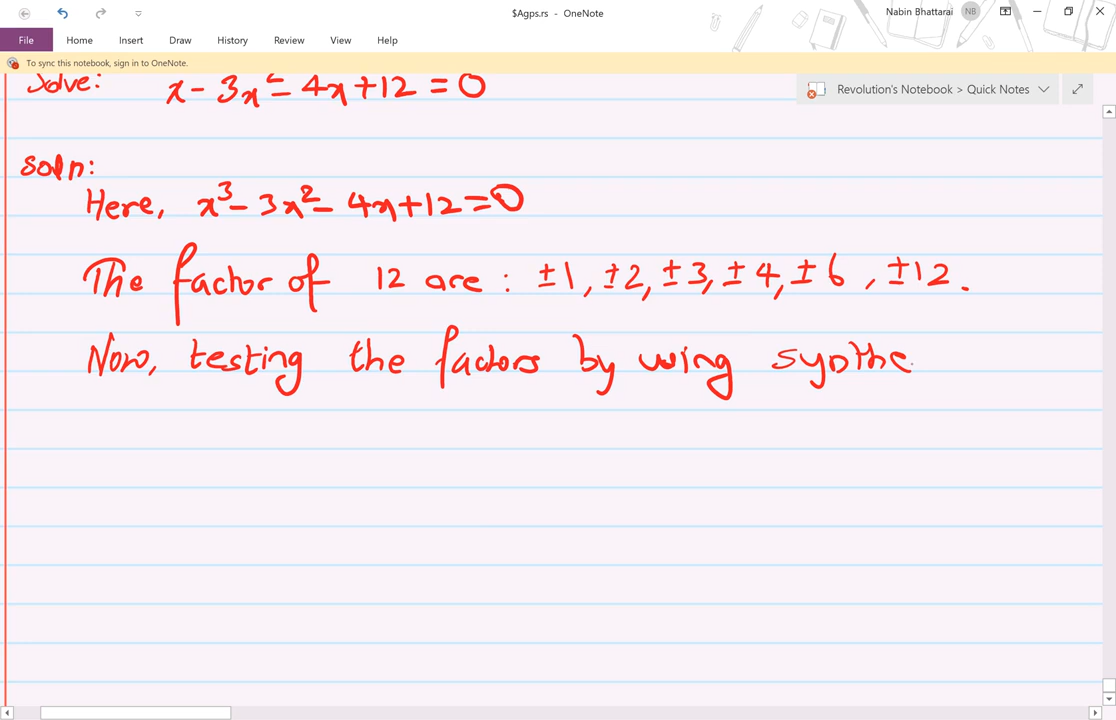 $Agps.rs - OneNote
Nabin Bhattarai NB
File Home Insert Draw History Review View Help
To sync this notebook, sign in to OneNote.
Revolution's Notebook > Quick Notes
Solve: x - 3x² - 4x + 12 = 0
Soln:
Here, x³ - 3x² - 4x + 12 = 0
The factor of 12 are : ±1, ±2, ±3, ±4, ±6, ±12.
Now, testing the factors by using synthe